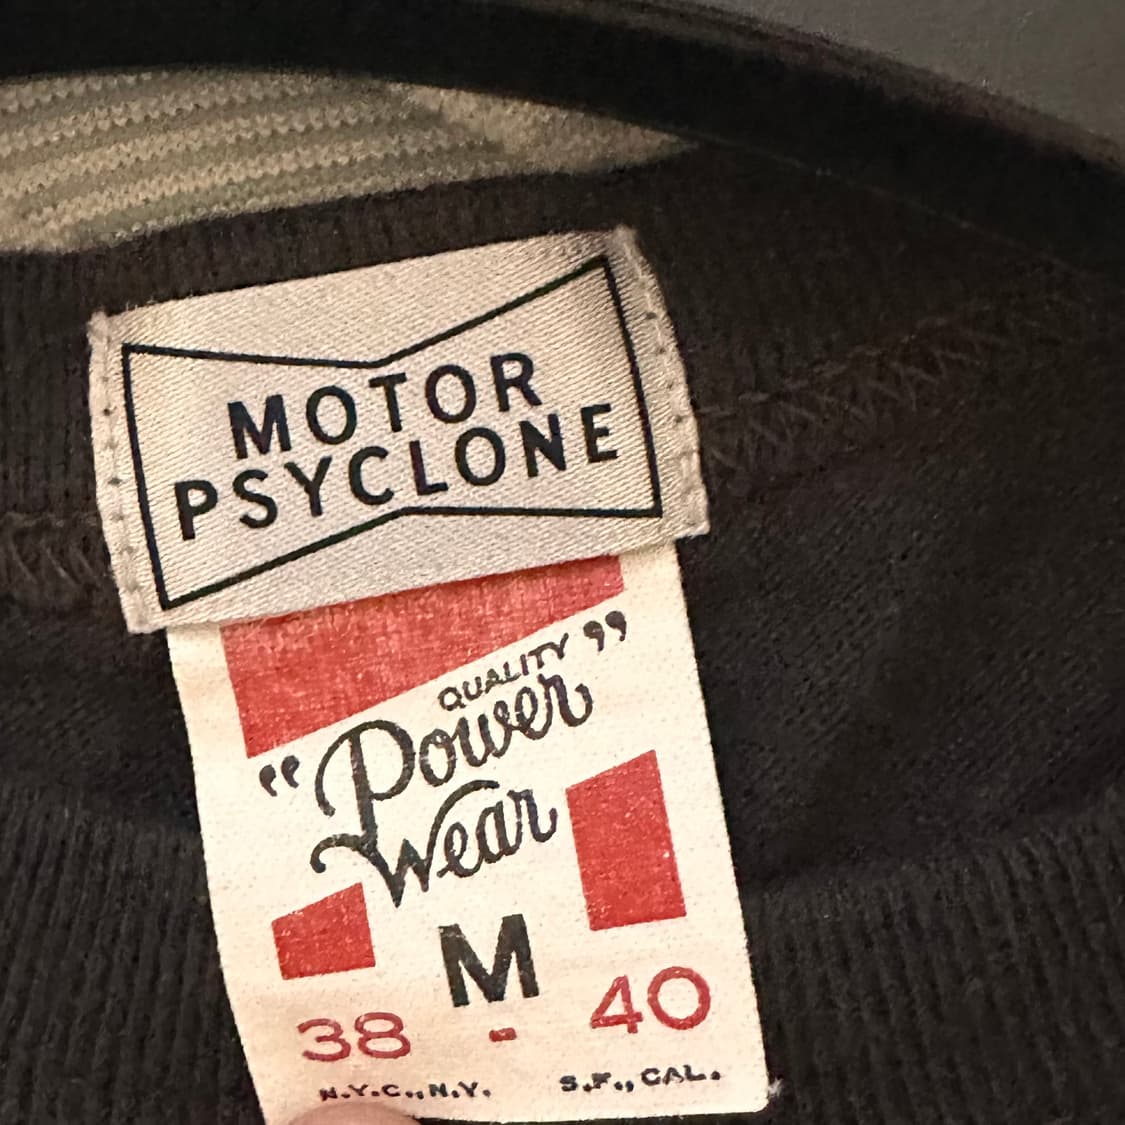 MOTOR
PSYCLONE
QUALITY
"Power
Wear"
M
38 - 40
N.Y.C., N.Y. S.F., CAL.